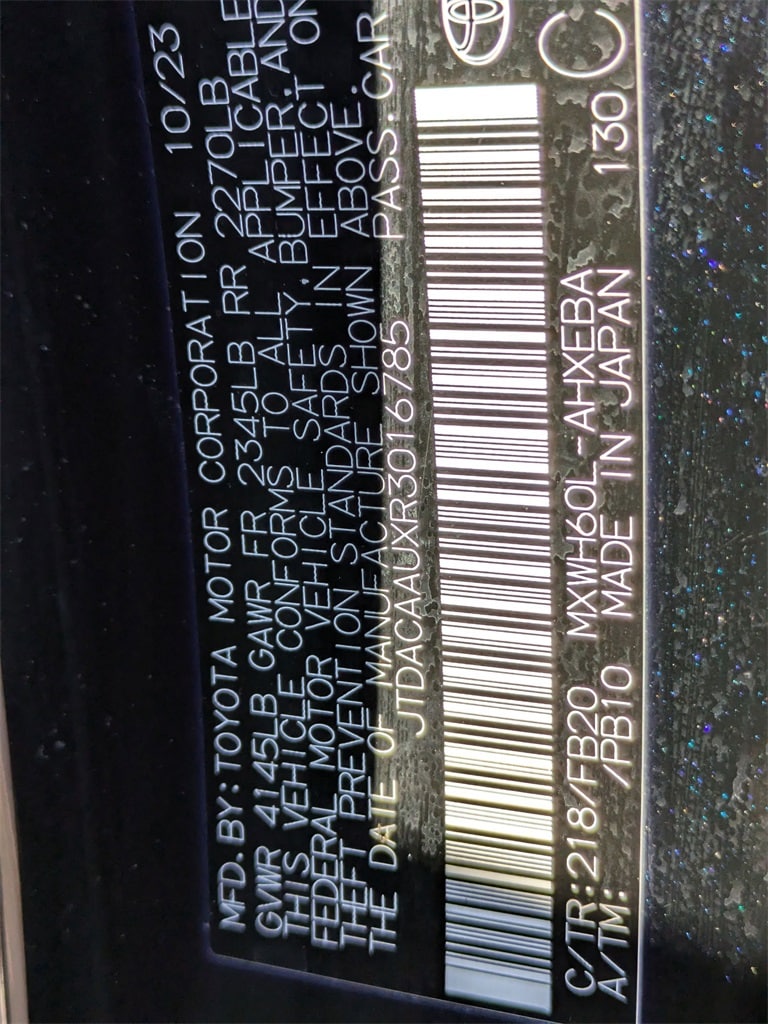 MFD. BY: TOYOTA MOTOR CORPORATION 10/23
GVWR 4145LB GAWR FR 2345LB RR 2270LB
THIS VEHICLE CONFORMS TO ALL APPLICABLE
FEDERAL MOTOR VEHICLE SAFETY, BUMPER, AND
THEFT PREVENTION STANDARDS IN EFFECT ON
THE DATE OF MANUFACTURE SHOWN ABOVE.
JTDACAAUXR3016785 PASS. CAR
C/TR: 218/FB20 MXWH60L-AHXEBA
A/TM: /PB10 MADE IN JAPAN 130 C